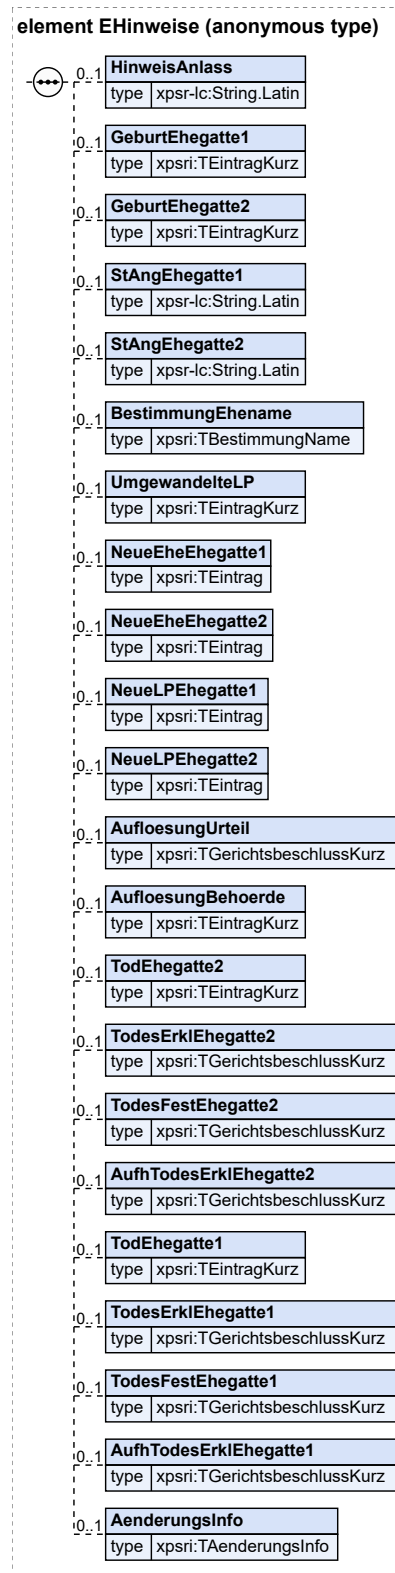 element EHinweise (anonymous type)
0..1 HinweisAnlass
type xpsr-lc:String.Latin
0..1 GeburtEhegatte1
type xpsri:TEintragKurz
0..1 GeburtEhegatte2
type xpsri:TEintragKurz
0..1 StAngEhegatte1
type xpsr-lc:String.Latin
0..1 StAngEhegatte2
type xpsr-lc:String.Latin
0..1 BestimmungEhename
type xpsri:TBestimmungName
0..1 UmgewandelteLP
type xpsri:TEintragKurz
0..1 NeueEheEhegatte1
type xpsri:TEintrag
0..1 NeueEheEhegatte2
type xpsri:TEintrag
0..1 NeueLPEhegatte1
type xpsri:TEintrag
0..1 NeueLPEhegatte2
type xpsri:TEintrag
0..1 AufloesungUrteil
type xpsri:TGerichtsbeschlussKurz
0..1 AufloesungBehoerde
type xpsri:TEintragKurz
0..1 TodEhegatte2
type xpsri:TEintragKurz
0..1 TodesErklEhegatte2
type xpsri:TGerichtsbeschlussKurz
0..1 TodesFestEhegatte2
type xpsri:TGerichtsbeschlussKurz
0..1 AufhTodesErklEhegatte2
type xpsri:TGerichtsbeschlussKurz
0..1 TodEhegatte1
type xpsri:TEintragKurz
0..1 TodesErklEhegatte1
type xpsri:TGerichtsbeschlussKurz
0..1 TodesFestEhegatte1
type xpsri:TGerichtsbeschlussKurz
0..1 AufhTodesErklEhegatte1
type xpsri:TGerichtsbeschlussKurz
0..1 AenderungsInfo
type xpsri:TAenderungsInfo